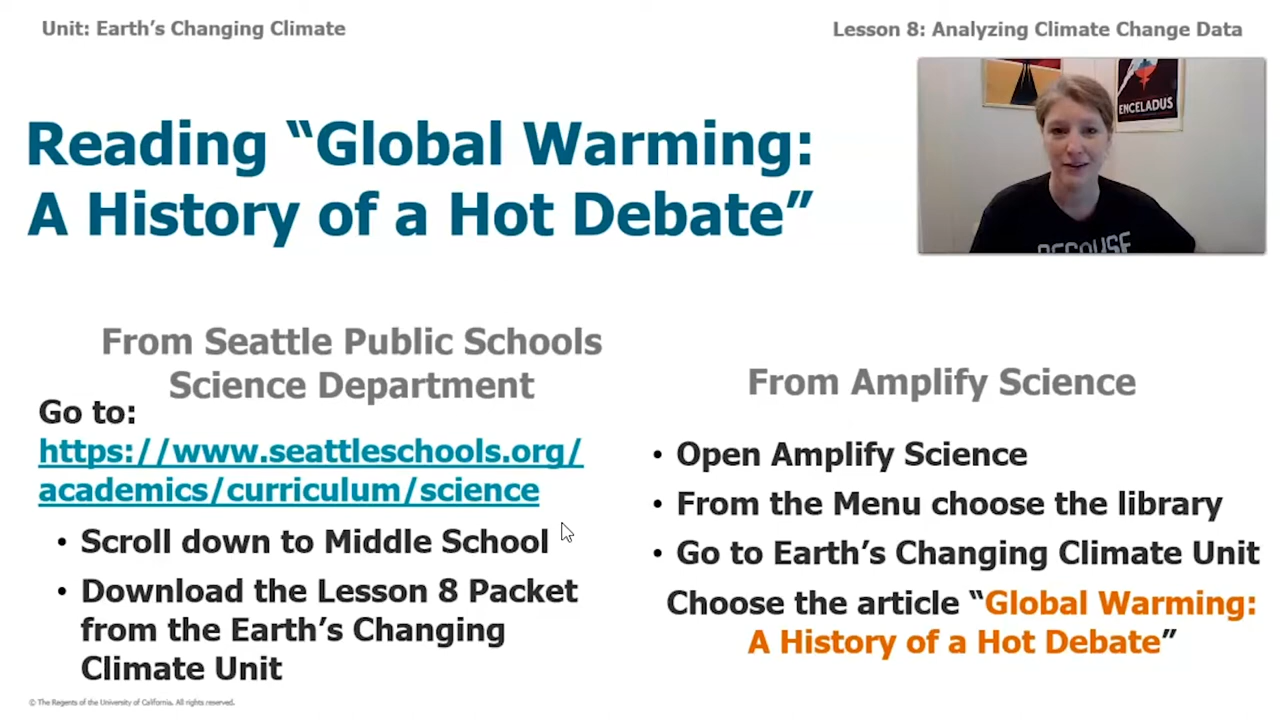 Unit: Earth’s Changing Climate
Lesson 8: Analyzing Climate Change Data
ENCELADUS
BECAUSE
Reading “Global Warming:
A History of a Hot Debate”
From Seattle Public Schools
Science Department
Go to:
https://www.seattleschools.org/
academics/curriculum/science
• Scroll down to Middle School
• Download the Lesson 8 Packet
from the Earth’s Changing
Climate Unit
From Amplify Science
• Open Amplify Science
• From the Menu choose the library
• Go to Earth’s Changing Climate Unit
Choose the article “Global Warming:
A History of a Hot Debate”
© The Regents of the University of California. All rights reserved.